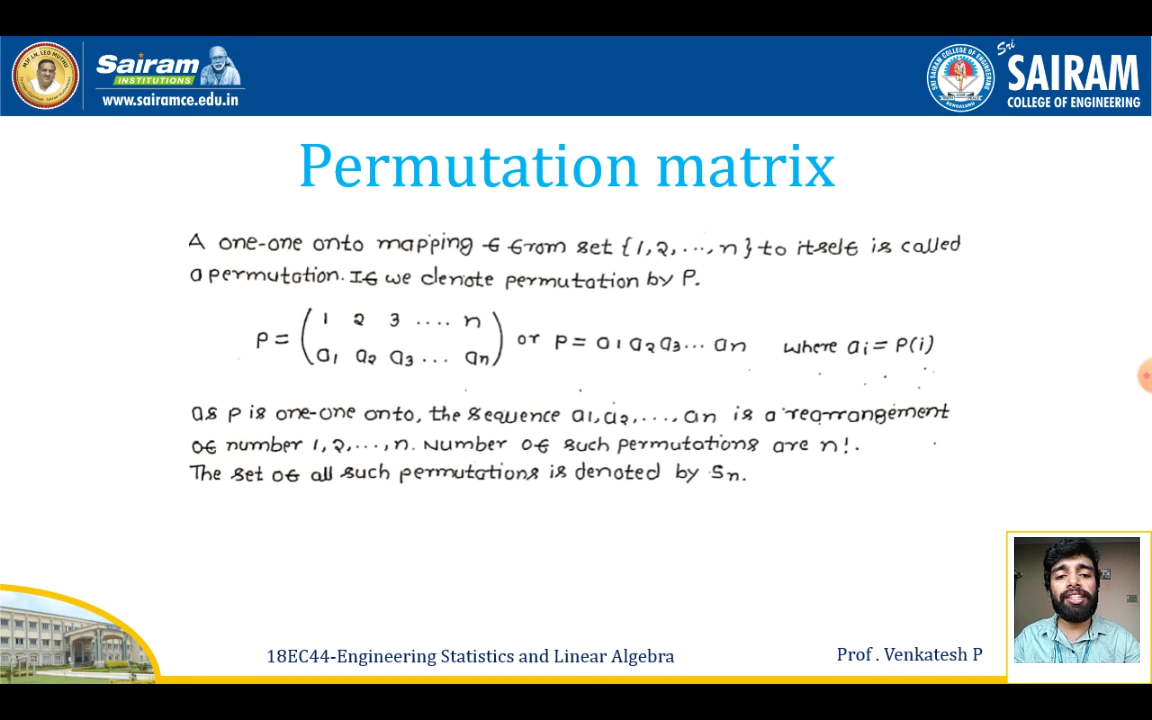 Sairam
INSTITUTIONS
www.sairamce.edu.in
Sri
SAIRAM
COLLEGE OF ENGINEERING
Permutation matrix
A one-one onto mapping f from set {1,2,...,n} to itself is called
a permutation. If we denote permutation by P.
P = ( 1 2 3 .... n
a1 a2 a3 ... an ) or P = a1 a2 a3 ... an where ai = P(i)
as P is one-one onto, the sequence a1, a2, ..., an is a rearrangement
of number 1, 2, ..., n. Number of such permutations are n!.
The set of all such permutations is denoted by Sn.
18EC44-Engineering Statistics and Linear Algebra
Prof . Venkatesh P